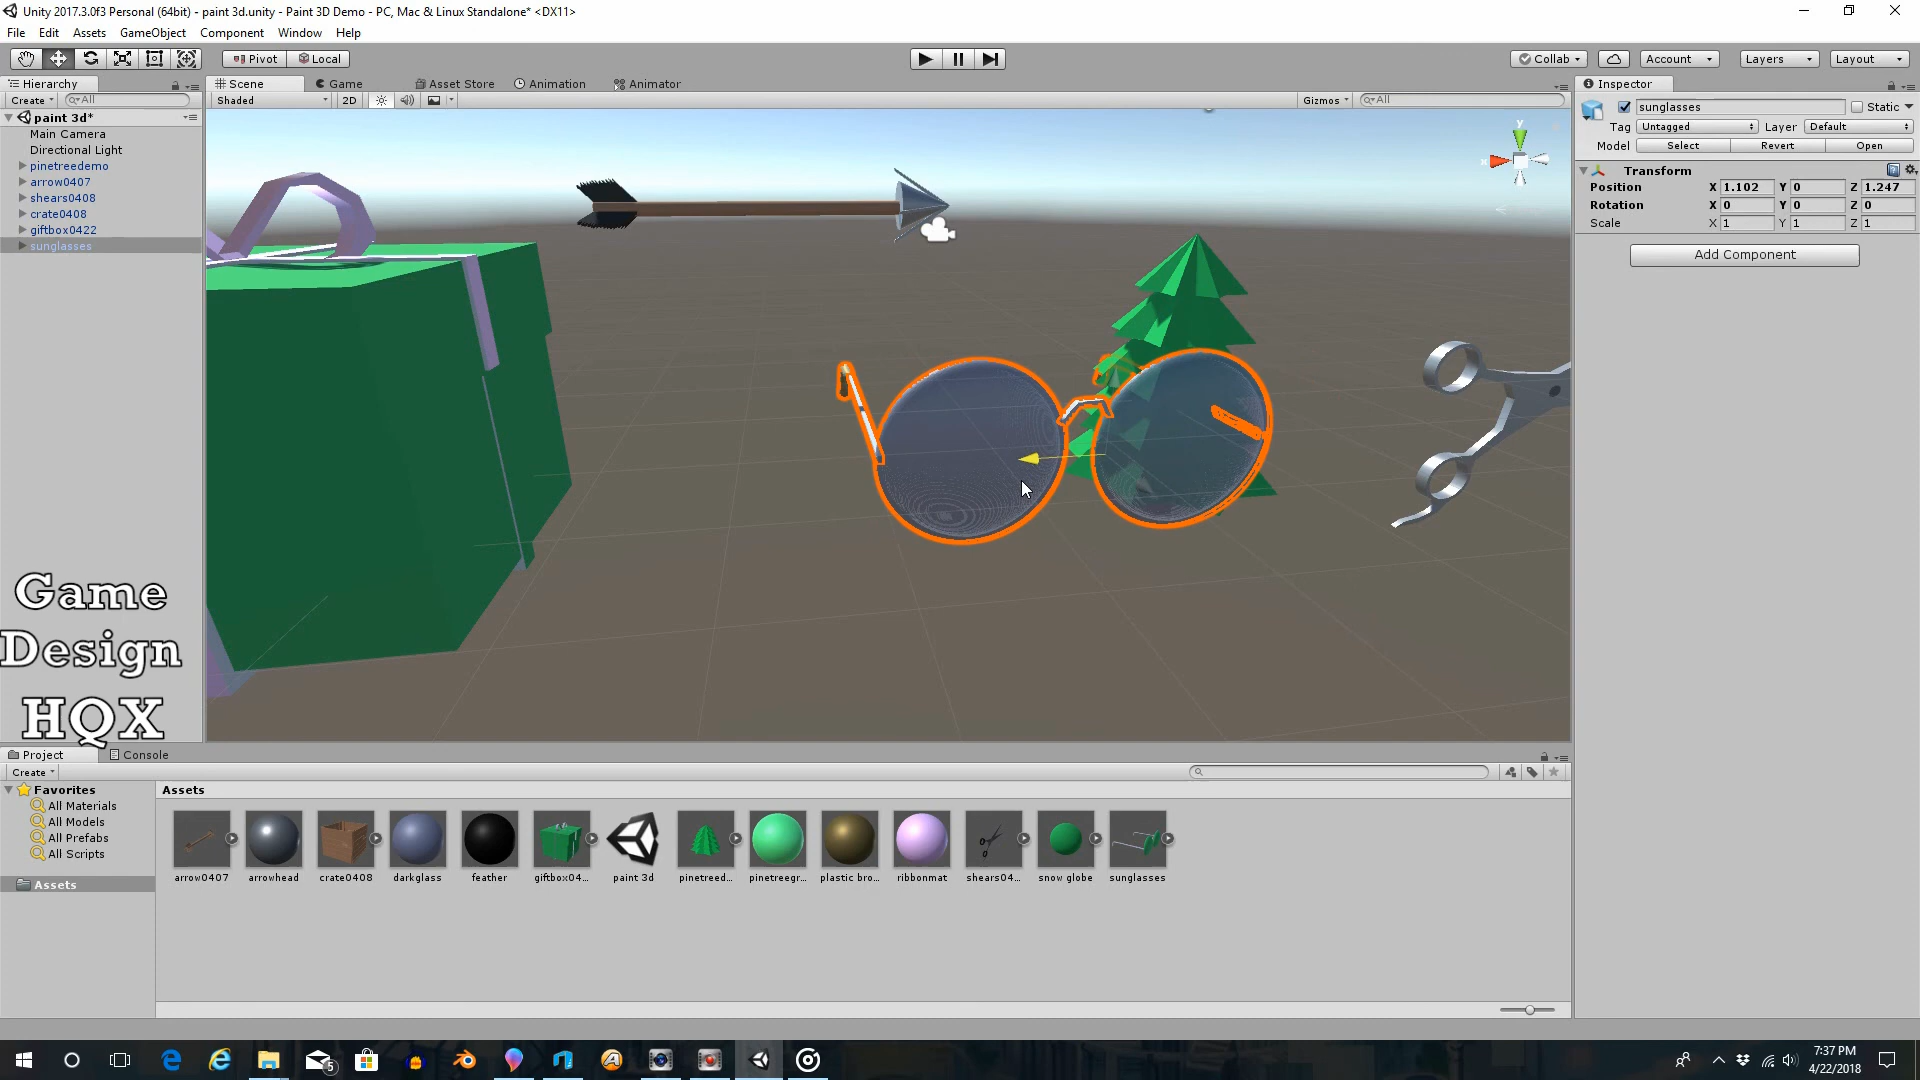 Unity 2017.3.0f3 Personal (64bit) - paint 3d.unity - Paint 3D Demo - PC, Mac & Linux Standalone* <DX11>
File Edit Assets GameObject Component Window Help
Pivot Local Collab Account Layers Layout
Hierarchy
Create All
paint 3d*
Main Camera
Directional Light
pinetreedemo
arrow0407
shears0408
crate0408
giftbox0422
sunglasses
Scene Game Asset Store Animation Animator
Shaded 2D Gizmos All
y
x
Inspector
sunglasses Static
Tag Untagged Layer Default
Model Select Revert Open
Transform
Position X 1.102 Y 0 Z 1.247
Rotation X 0 Y 0 Z 0
Scale X 1 Y 1 Z 1
Add Component
Game
Design
HQX
Project Console
Create
Favorites
All Materials
All Models
All Prefabs
All Scripts
Assets
Assets
arrow0407 arrowhead crate0408 darkglass feather giftbox04... paint 3d pinetreed... pinetreegr... plastic bro... ribbonmat shears04... snow globe sunglasses
5
7:37 PM
4/22/2018